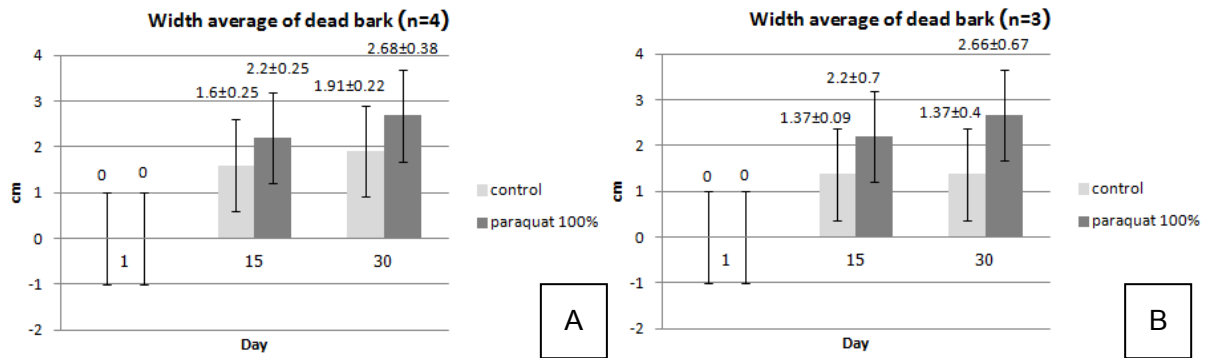 Width average of dead bark (n=4)
4
3
2
1
0
-1
-2
cm
0
0
1.6±0.25
2.2±0.25
1.91±0.22
2.68±0.38
1
15
30
Day
control
paraquat 100%
A
Width average of dead bark (n=3)
4
3
2
1
0
-1
-2
cm
0
0
1.37±0.09
2.2±0.7
1.37±0.4
2.66±0.67
1
15
30
Day
control
paraquat 100%
B